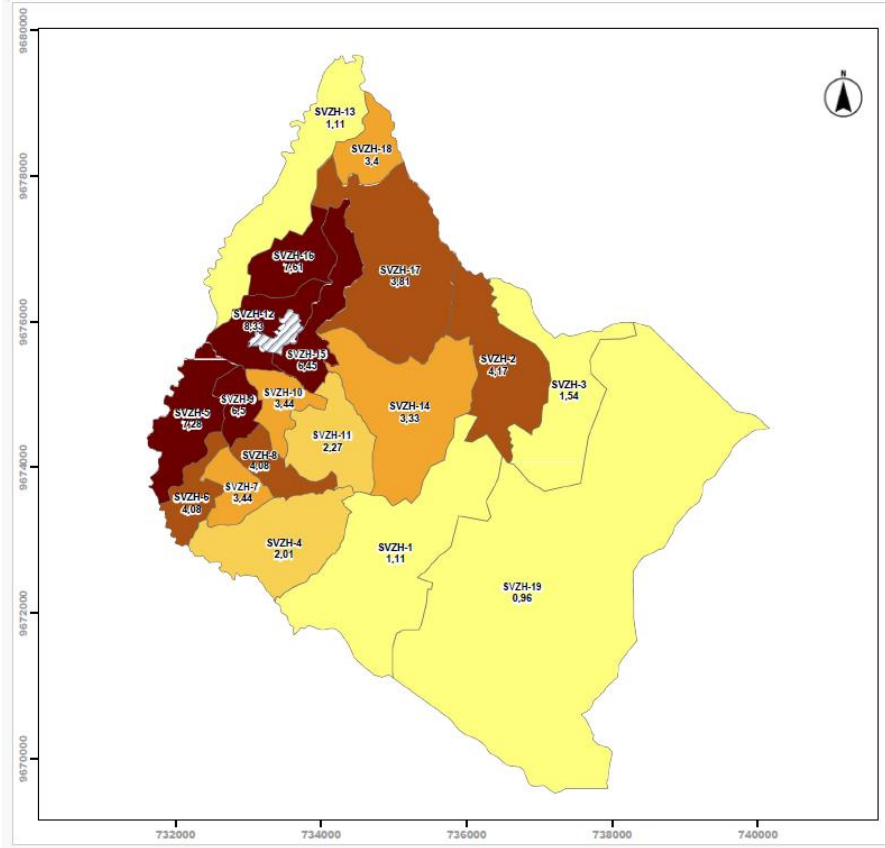 9680000
9678000
9676000
9674000
9672000
9670000
N
SVZH-13
1,11
SVZH-18
3,4
SVZH-16
7,61
SVZH-17
3,81
SVZH-12
8,33
SVZH-15
6,45
SVZH-2
4,17
SVZH-3
1,54
SVZH-5
7,28
SVZH-9
6,5
SVZH-10
3,44
SVZH-14
3,33
SVZH-11
2,27
SVZH-8
4,08
SVZH-7
3,44
SVZH-6
4,08
SVZH-4
2,01
SVZH-1
1,11
SVZH-19
0,96
732000
734000
736000
738000
740000